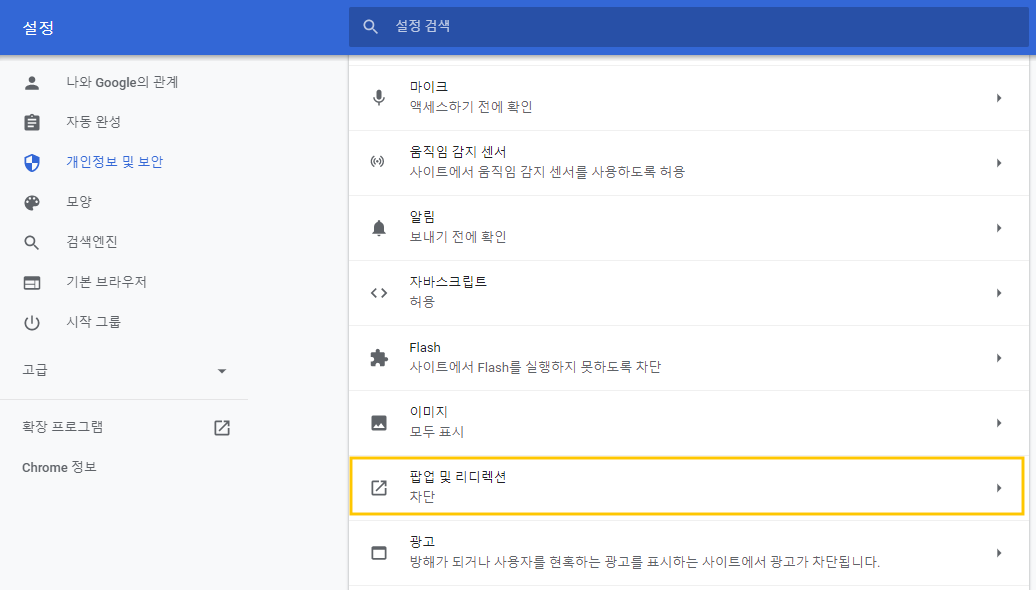 설정
설정 검색
나와 Google의 관계
자동 완성
개인정보 및 보안
모양
검색엔진
기본 브라우저
시작 그룹
고급
확장 프로그램
Chrome 정보
마이크
액세스하기 전에 확인
움직임 감지 센서
사이트에서 움직임 감지 센서를 사용하도록 허용
알림
보내기 전에 확인
자바스크립트
허용
Flash
사이트에서 Flash를 실행하지 못하도록 차단
이미지
모두 표시
팝업 및 리디렉션
차단
광고
방해가 되거나 사용자를 현혹하는 광고를 표시하는 사이트에서 광고가 차단됩니다.